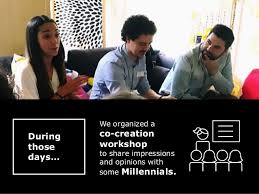 During
those
days...
We organized a
co-creation
workshop
to share impressions
and opinions with
some Millennials.